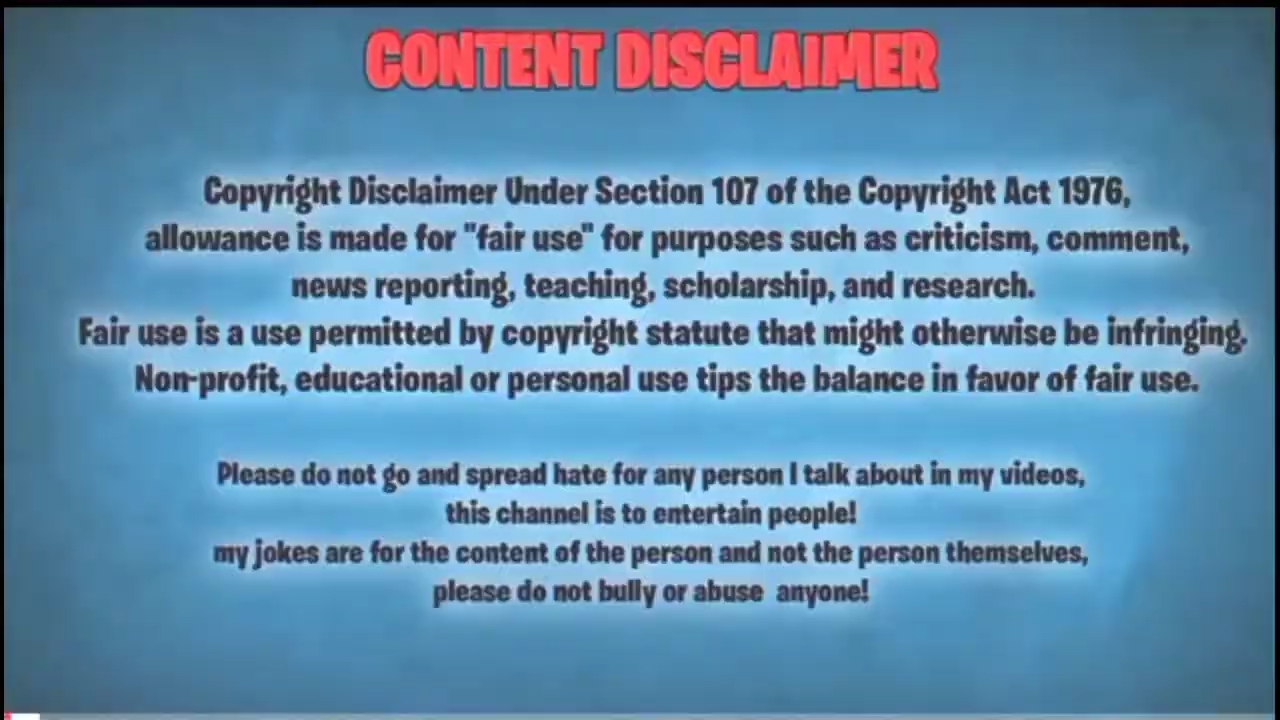 CONTENT DISCLAIMER
Copyright Disclaimer Under Section 107 of the Copyright Act 1976,
allowance is made for "fair use" for purposes such as criticism, comment,
news reporting, teaching, scholarship, and research.
Fair use is a use permitted by copyright statute that might otherwise be infringing.
Non-profit, educational or personal use tips the balance in favor of fair use.
Please do not go and spread hate for any person I talk about in my videos,
this channel is to entertain people!
my jokes are for the content of the person and not the person themselves,
please do not bully or abuse  anyone!